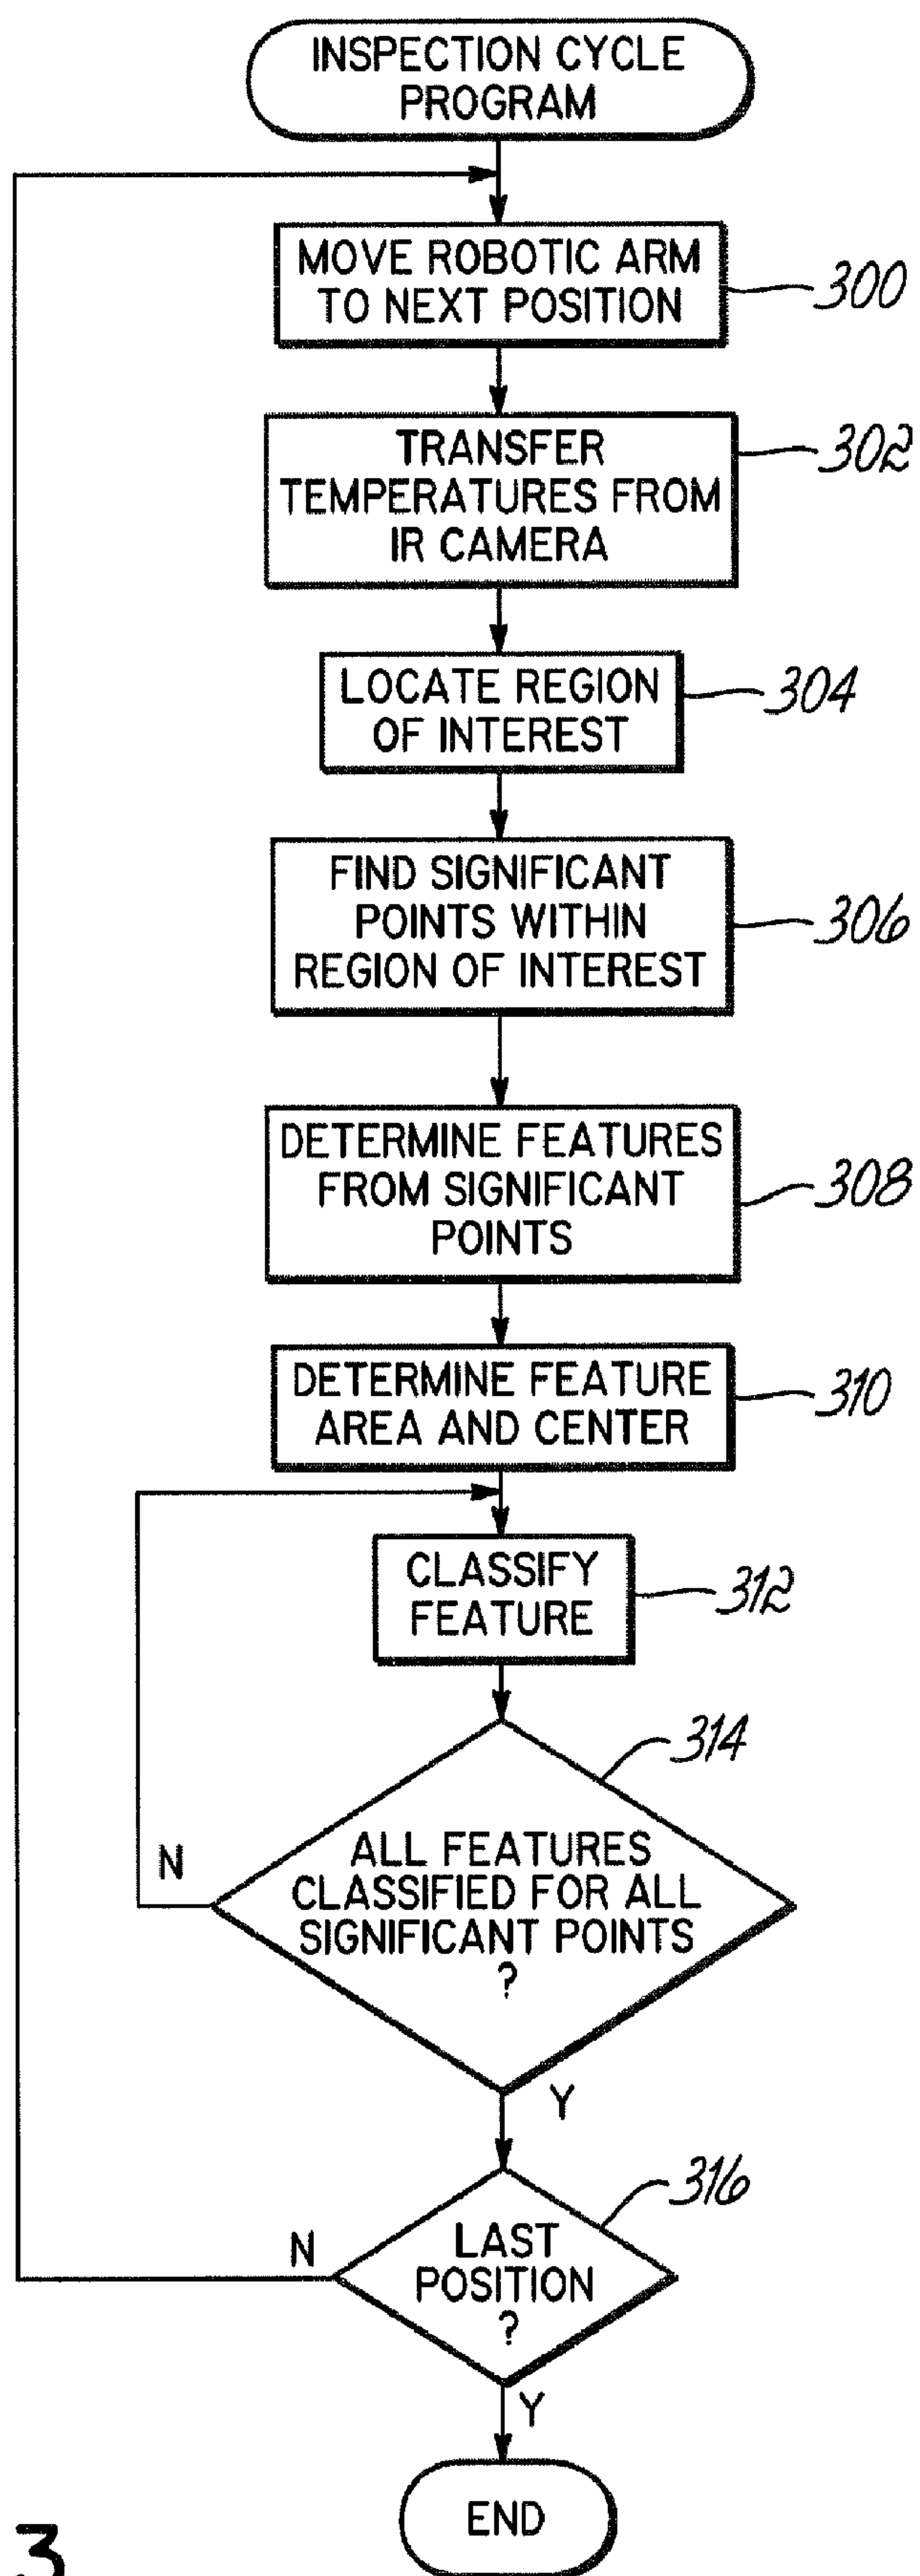 INSPECTION CYCLE
PROGRAM
MOVE ROBOTIC ARM
TO NEXT POSITION
300
TRANSFER
TEMPERATURES FROM
IR CAMERA
302
LOCATE REGION
OF INTEREST
304
FIND SIGNIFICANT
POINTS WITHIN
REGION OF INTEREST
306
DETERMINE FEATURES
FROM SIGNIFICANT
POINTS
308
DETERMINE FEATURE
AREA AND CENTER
310
CLASSIFY
FEATURE
312
314
ALL FEATURES
CLASSIFIED FOR ALL
SIGNIFICANT POINTS
?
N
Y
316
LAST
POSITION
?
N
Y
END
3